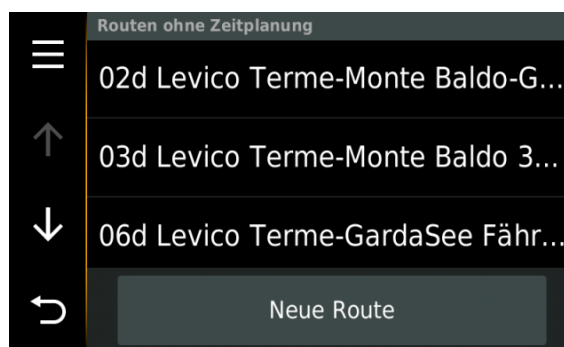 Routen ohne Zeitplanung
02d Levico Terme-Monte Baldo-G...
03d Levico Terme-Monte Baldo 3...
06d Levico Terme-GardaSee Fähr...
Neue Route